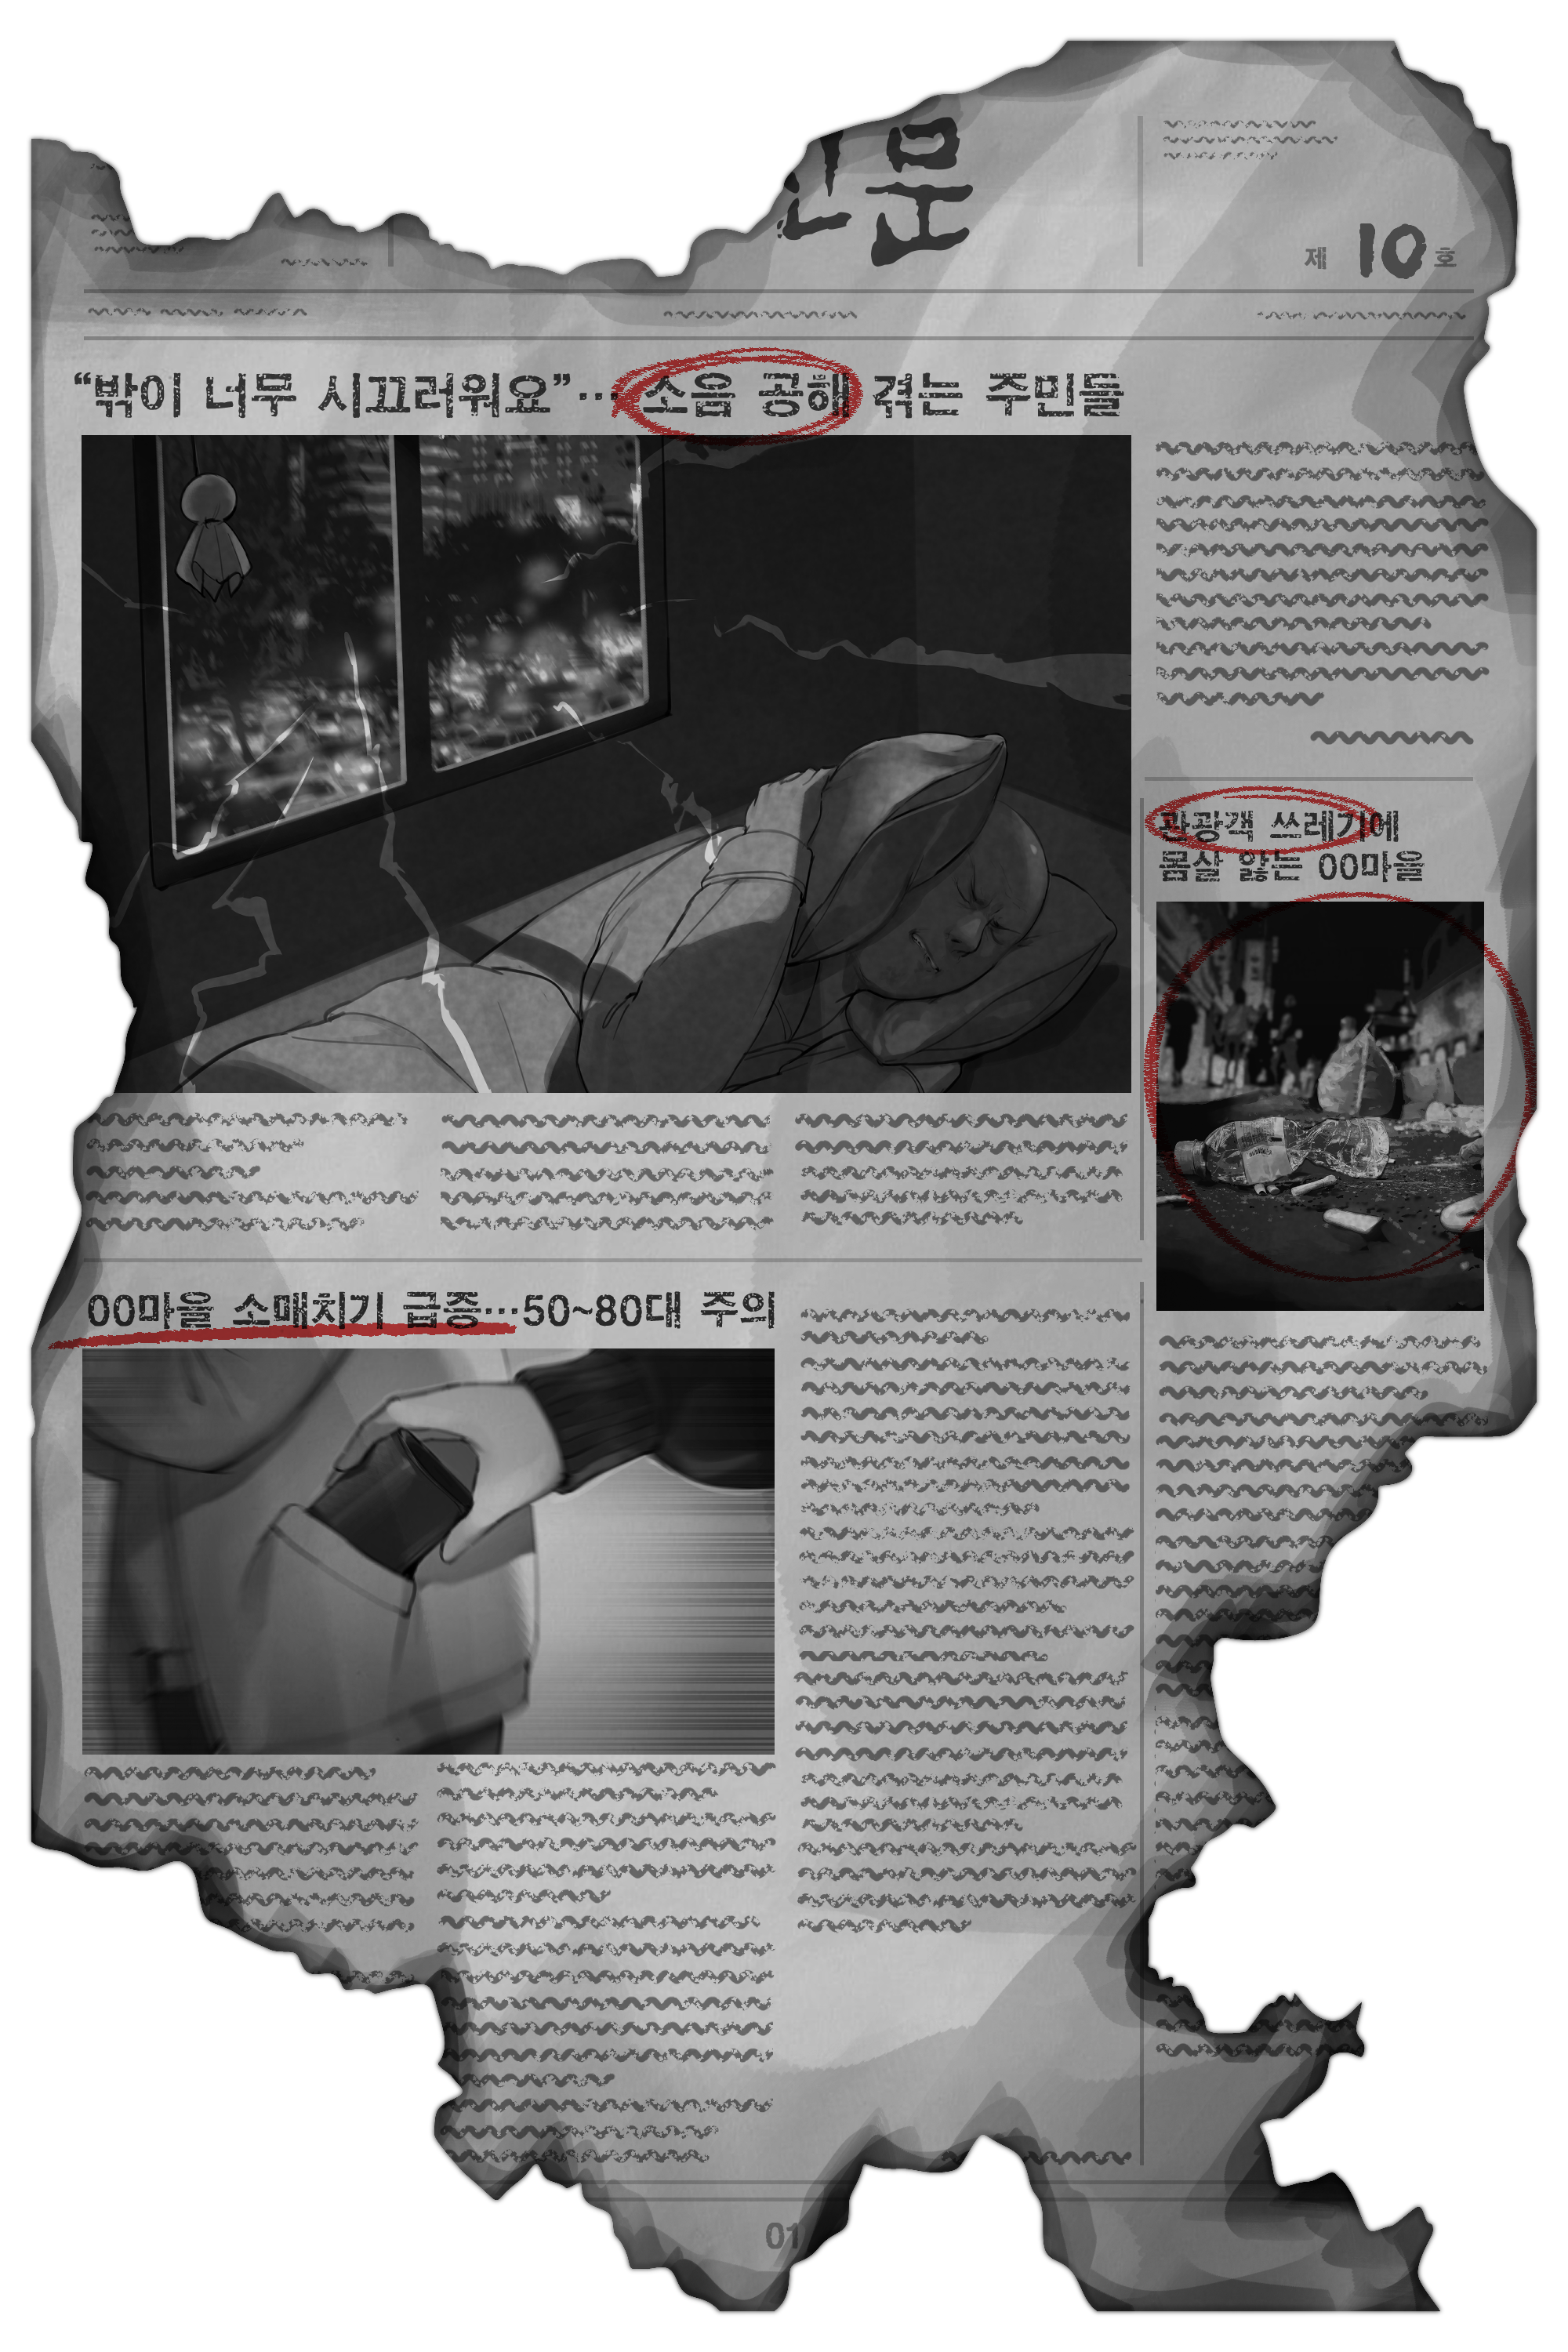 문
제 10 호
“밖이 너무 시끄러워요”… 소음 공해 겪는 주민들
관광객 쓰레기에
몸살 앓는 00마을
00마을 소매치기 급증…50~80대 주의
01